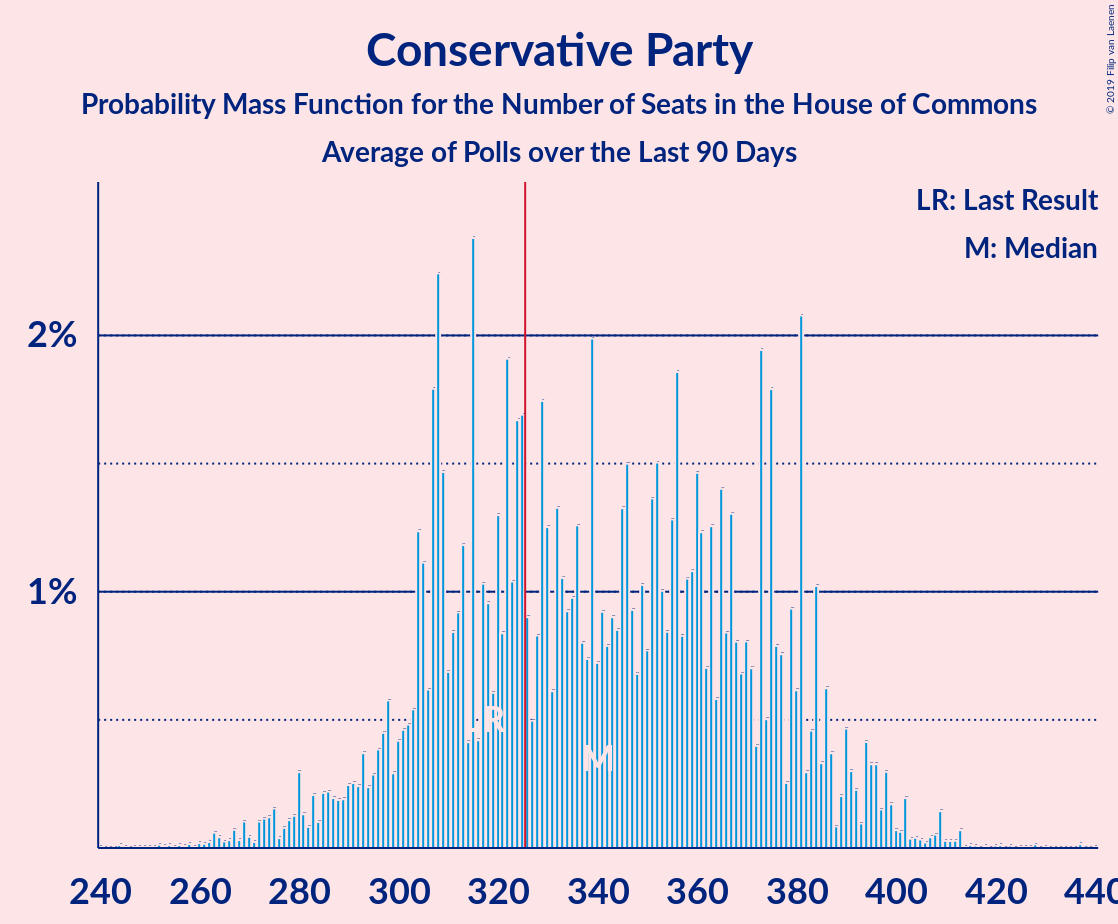 Conservative Party
Probability Mass Function for the Number of Seats in the House of Commons
Average of Polls over the Last 90 Days
© 2019 Filip van Laenen
LR: Last Result
M: Median
2%
1%
LR
M
240 260 280 300 320 340 360 380 400 420 440